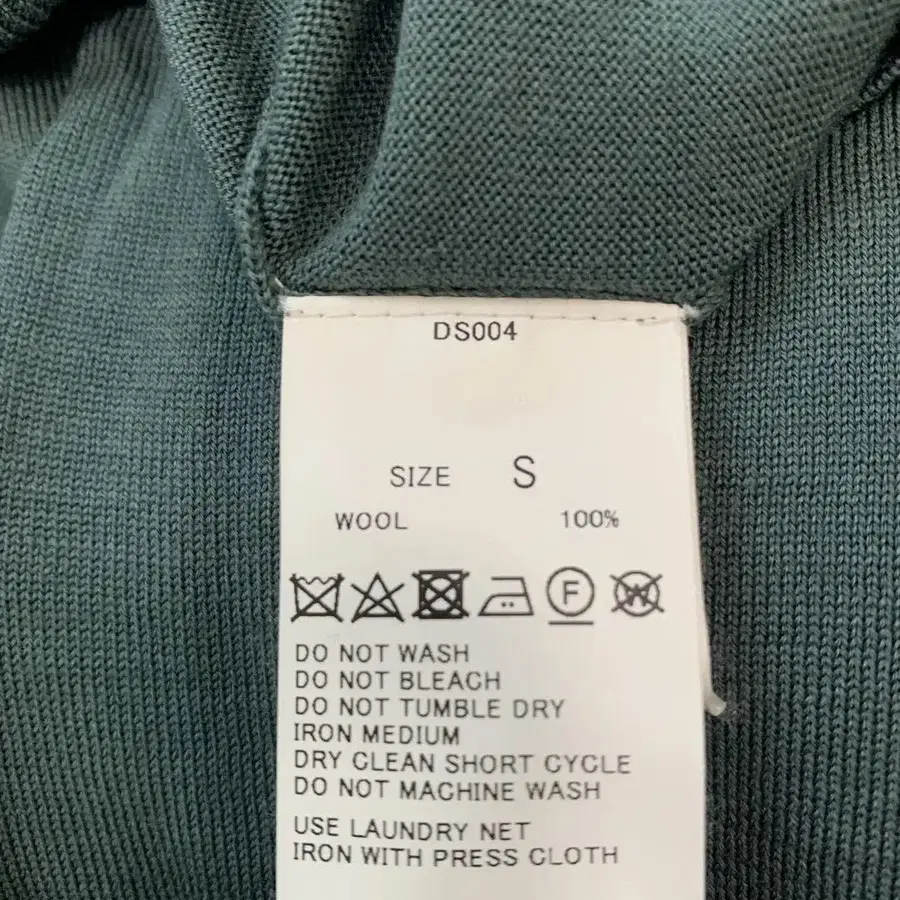 DS004
SIZE S
WOOL 100%
F W
DO NOT WASH
DO NOT BLEACH
DO NOT TUMBLE DRY
IRON MEDIUM
DRY CLEAN SHORT CYCLE
DO NOT MACHINE WASH
USE LAUNDRY NET
IRON WITH PRESS CLOTH